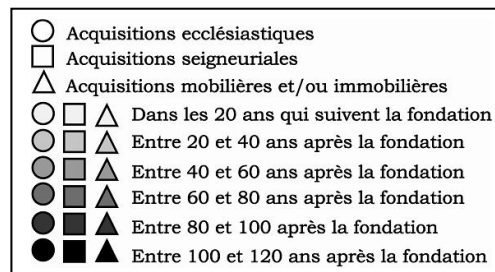 Acquisitions ecclésiastiques
Acquisitions seigneuriales
Acquisitions mobilières et/ou immobilières
Dans les 20 ans qui suivent la fondation
Entre 20 et 40 ans après la fondation
Entre 40 et 60 ans après la fondation
Entre 60 et 80 ans après la fondation
Entre 80 et 100 après la fondation
Entre 100 et 120 ans après la fondation